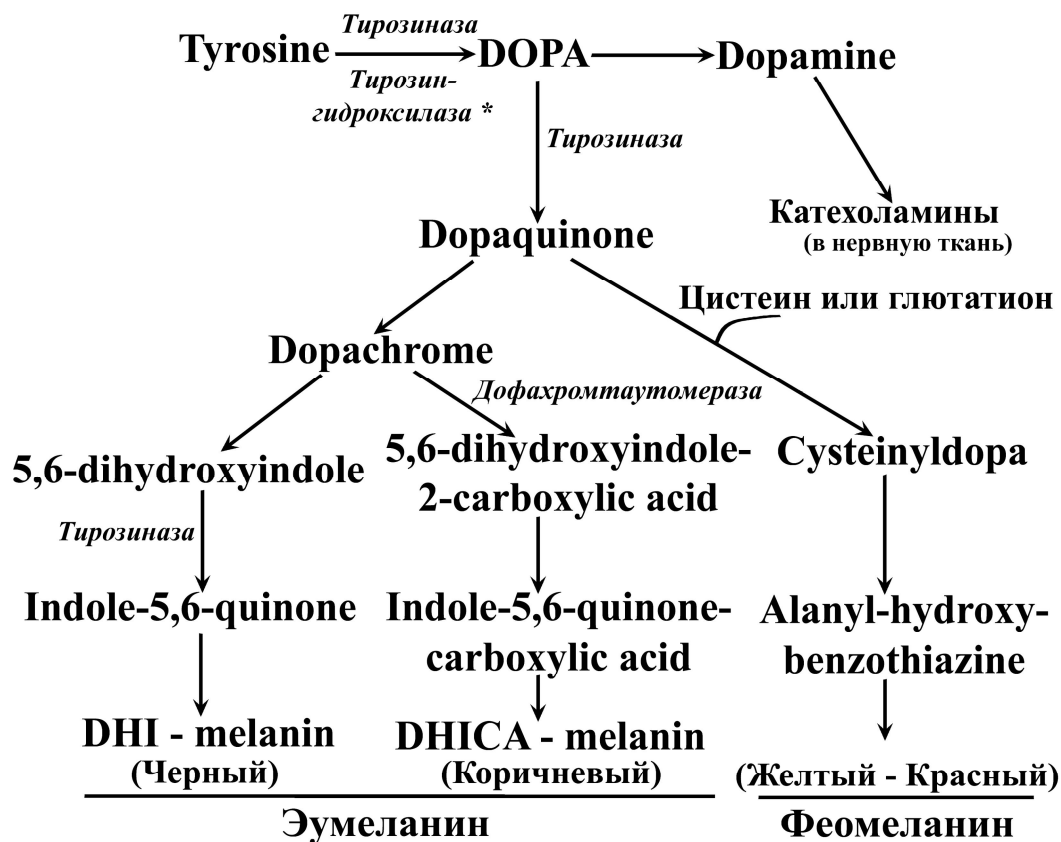 Тирозиназа
Tyrosine
DOPA
Dopamine
Тирозин-
гидроксилаза *
Тирозиназа
Катехоламины
(в нервную ткань)
Dopaquinone
Цистеин или глютатион
Dopachrome
Дофахромтаутомераза
5,6-dihydroxyindole
5,6-dihydroxyindole-
2-carboxylic acid
Cysteinyldopa
Тирозиназа
Indole-5,6-quinone
Indole-5,6-quinone-
carboxylic acid
Alanyl-hydroxy-
benzothiazine
DHI - melanin
(Черный)
DHICA - melanin
(Коричневый)
(Желтый - Красный)
Эумеланин
Феомеланин